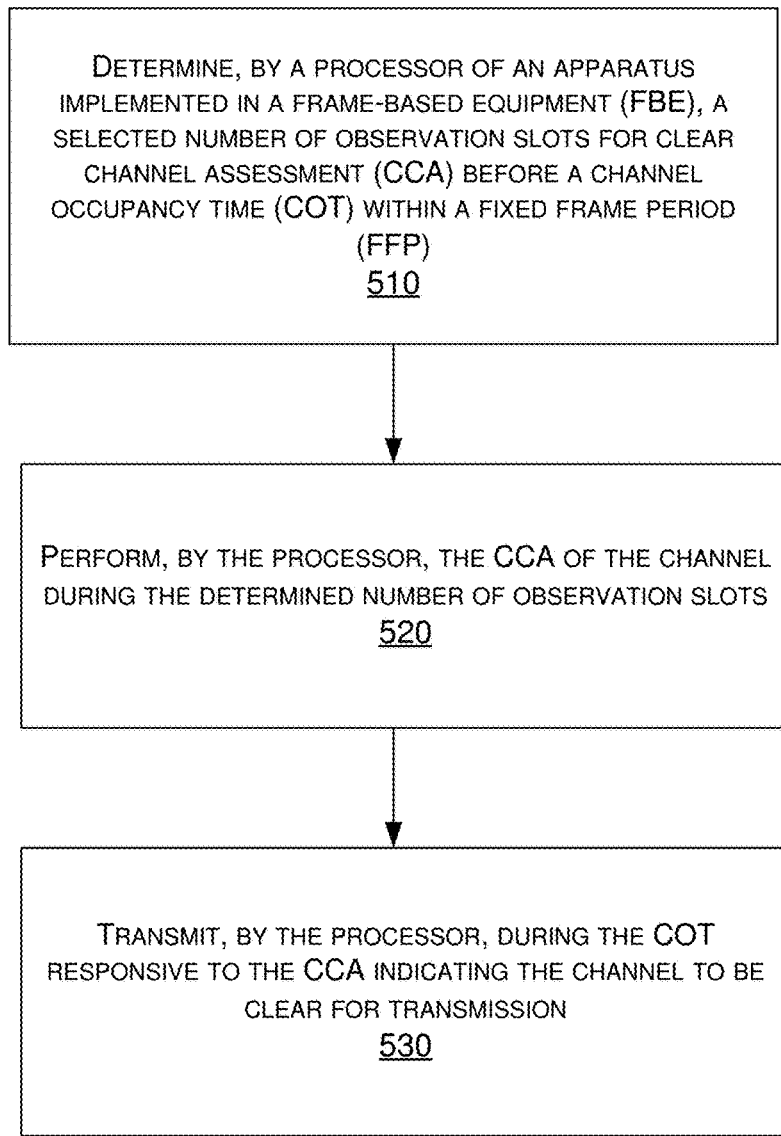 DETERMINE, BY A PROCESSOR OF AN APPARATUS
IMPLEMENTED IN A FRAME-BASED EQUIPMENT (FBE), A
SELECTED NUMBER OF OBSERVATION SLOTS FOR CLEAR
CHANNEL ASSESSMENT (CCA) BEFORE A CHANNEL
OCCUPANCY TIME (COT) WITHIN A FIXED FRAME PERIOD
(FFP)
510
PERFORM, BY THE PROCESSOR, THE CCA OF THE CHANNEL
DURING THE DETERMINED NUMBER OF OBSERVATION SLOTS
520
TRANSMIT, BY THE PROCESSOR, DURING THE COT
RESPONSIVE TO THE CCA INDICATING THE CHANNEL TO BE
CLEAR FOR TRANSMISSION
530